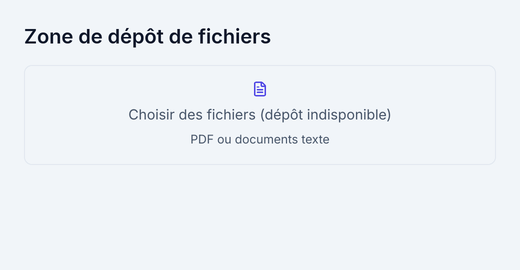 Zone de dépôt de fichiers
Choisir des fichiers (dépôt indisponible)
PDF ou documents texte